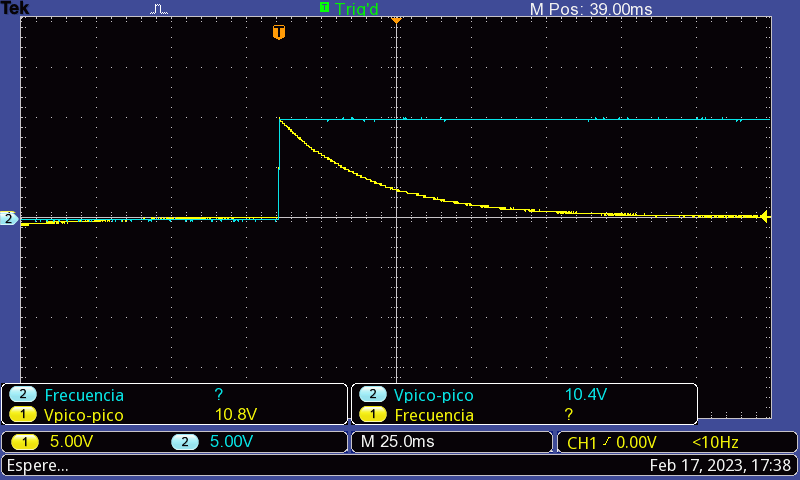 Tek T Trig'd M Pos: 39.00ms
T
2
2 Frecuencia ? 2 Vpico-pico 10.4V
1 Vpico-pico 10.8V 1 Frecuencia ?
1 5.00V 2 5.00V M 25.0ms CH1 0.00V <10Hz
Espere... Feb 17, 2023, 17:38